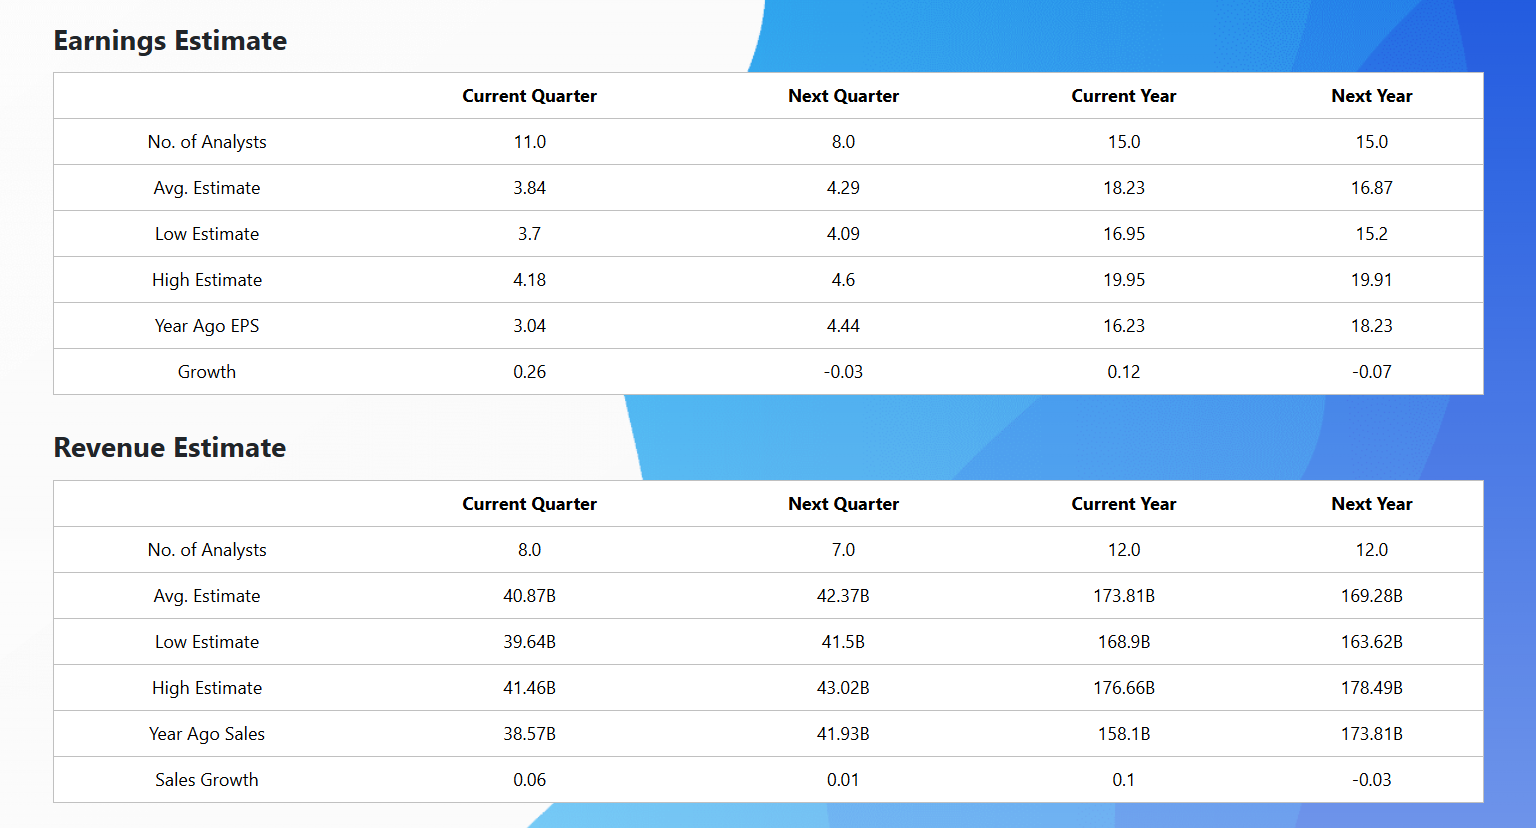 Earnings Estimate
Current Quarter Next Quarter Current Year Next Year
No. of Analysts 11.0 8.0 15.0 15.0
Avg. Estimate 3.84 4.29 18.23 16.87
Low Estimate 3.7 4.09 16.95 15.2
High Estimate 4.18 4.6 19.95 19.91
Year Ago EPS 3.04 4.44 16.23 18.23
Growth 0.26 -0.03 0.12 -0.07
Revenue Estimate
Current Quarter Next Quarter Current Year Next Year
No. of Analysts 8.0 7.0 12.0 12.0
Avg. Estimate 40.87B 42.37B 173.81B 169.28B
Low Estimate 39.64B 41.5B 168.9B 163.62B
High Estimate 41.46B 43.02B 176.66B 178.49B
Year Ago Sales 38.57B 41.93B 158.1B 173.81B
Sales Growth 0.06 0.01 0.1 -0.03